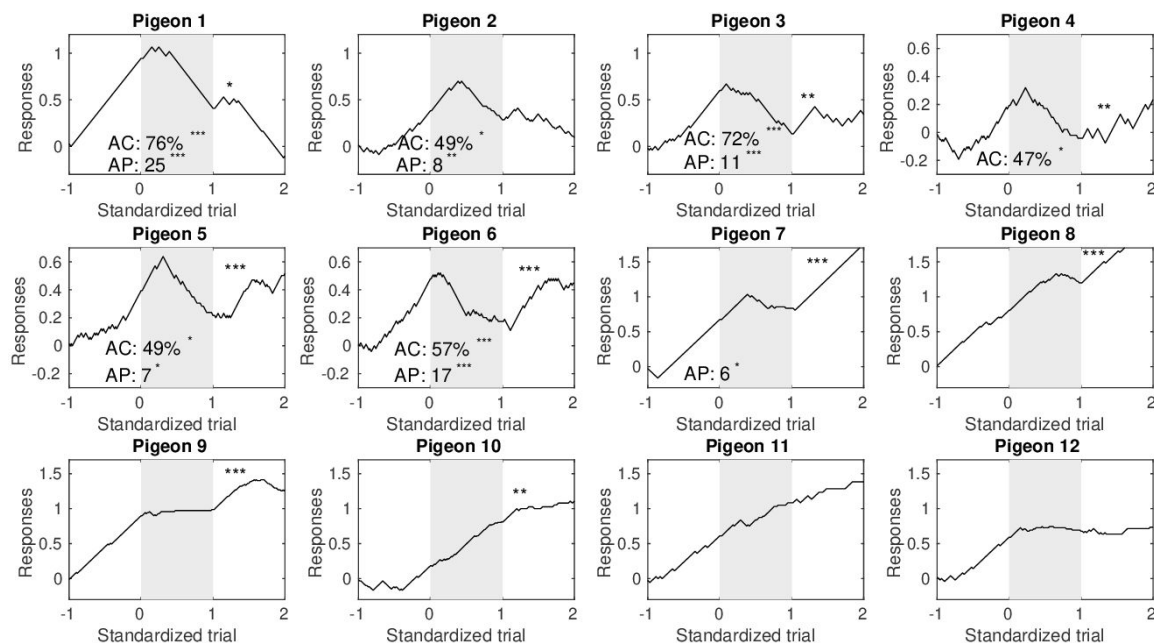 Pigeon 1 Pigeon 2 Pigeon 3 Pigeon 4
Responses
1
0.5
0
AC: 76% ***
AP: 25 ***
*
-1 0 1 2
Standardized trial
Responses
1
0.5
0
AC: 49% *
AP: 8 **
-1 0 1 2
Standardized trial
Responses
1
0.5
0
AC: 72% ***
AP: 11 ***
**
-1 0 1 2
Standardized trial
Responses
0.6
0.4
0.2
0
-0.2
AC: 47% *
**
-1 0 1 2
Standardized trial
Pigeon 5 Pigeon 6 Pigeon 7 Pigeon 8
Responses
0.6
0.4
0.2
0
-0.2
***
AC: 49% *
AP: 7 *
-1 0 1 2
Standardized trial
Responses
0.6
0.4
0.2
0
-0.2
***
AC: 57% ***
AP: 17 ***
-1 0 1 2
Standardized trial
Responses
1.5
1
0.5
0
***
AP: 6 *
-1 0 1 2
Standardized trial
Responses
1.5
1
0.5
0
***
-1 0 1 2
Standardized trial
Pigeon 9 Pigeon 10 Pigeon 11 Pigeon 12
Responses
1.5
1
0.5
0
***
-1 0 1 2
Standardized trial
Responses
1.5
1
0.5
0
**
-1 0 1 2
Standardized trial
Responses
1.5
1
0.5
0
-1 0 1 2
Standardized trial
Responses
1.5
1
0.5
0
-1 0 1 2
Standardized trial